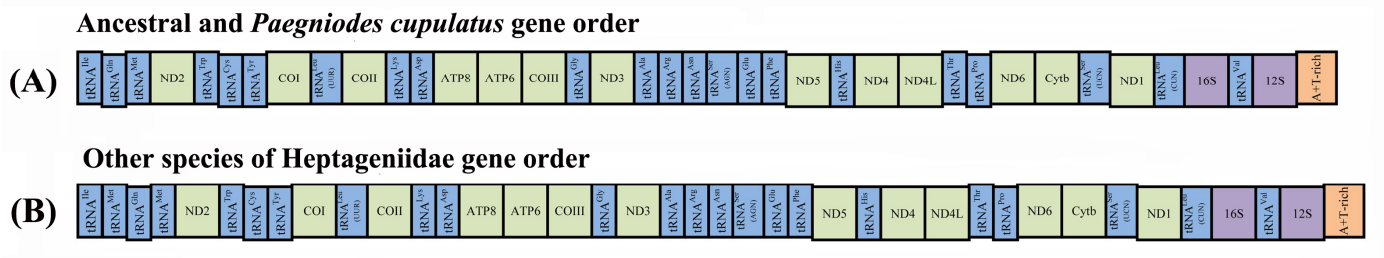 Ancestral and Paegniodes cupulatus gene order
(A) tRNAIle tRNAGln tRNAMet ND2 tRNATrp tRNACys tRNATyr COI tRNALeu (UUR) COII tRNALys tRNAAsp ATP8 ATP6 COIII tRNAGly ND3 tRNAAla tRNAArg tRNAAsn tRNASer (AGN) tRNAGlu tRNAPhe ND5 tRNAHis ND4 ND4L tRNAThr tRNAPro ND6 Cytb tRNASer (UCN) ND1 tRNALeu (CUN) 16S tRNAVal 12S A+T-rich
Other species of Heptageniidae gene order
(B) tRNAIle tRNAMet tRNAGln tRNAMet ND2 tRNATrp tRNACys tRNATyr COI tRNALeu (UUR) COII tRNALys tRNAAsp ATP8 ATP6 COIII tRNAGly ND3 tRNAAla tRNAArg tRNAAsn tRNASer (AGN) tRNAGlu tRNAPhe ND5 tRNAHis ND4 ND4L tRNAThr tRNAPro ND6 Cytb tRNASer (UCN) ND1 tRNALeu (CUN) 16S tRNAVal 12S A+T-rich